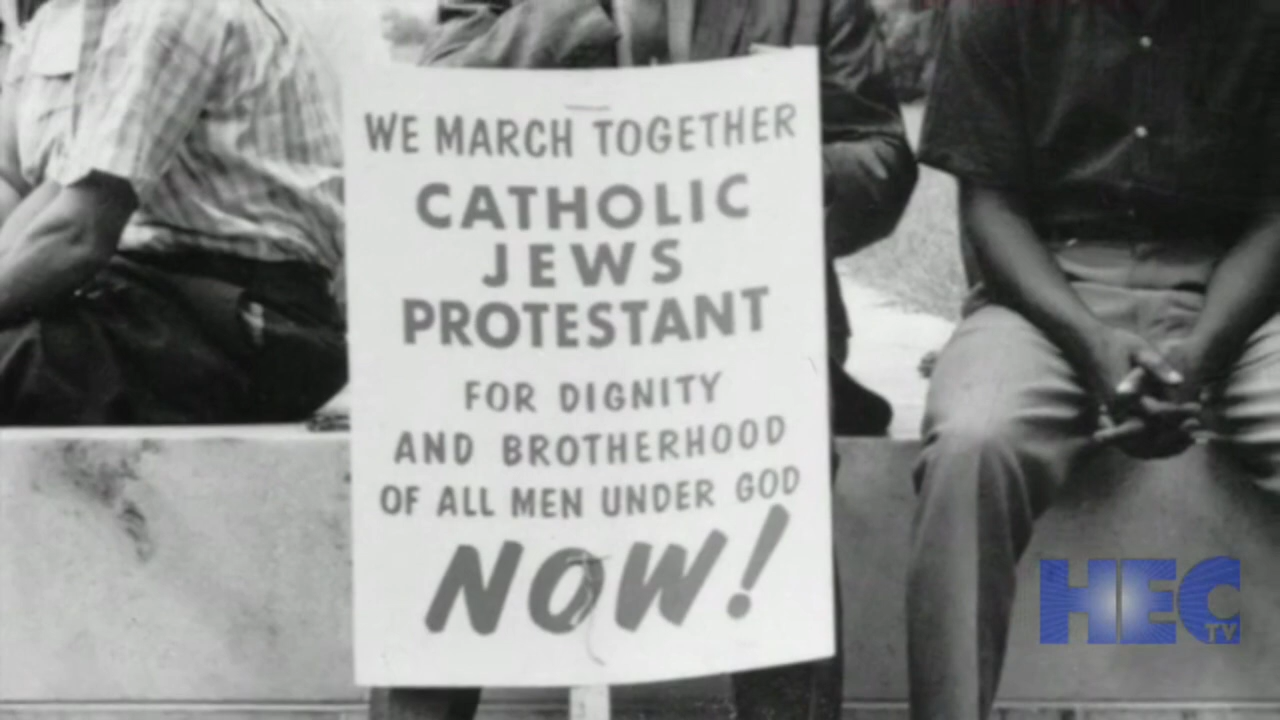 WE MARCH TOGETHER
CATHOLIC
JEWS
PROTESTANT
FOR DIGNITY
AND BROTHERHOOD
OF ALL MEN UNDER GOD
NOW!
HEC
TV